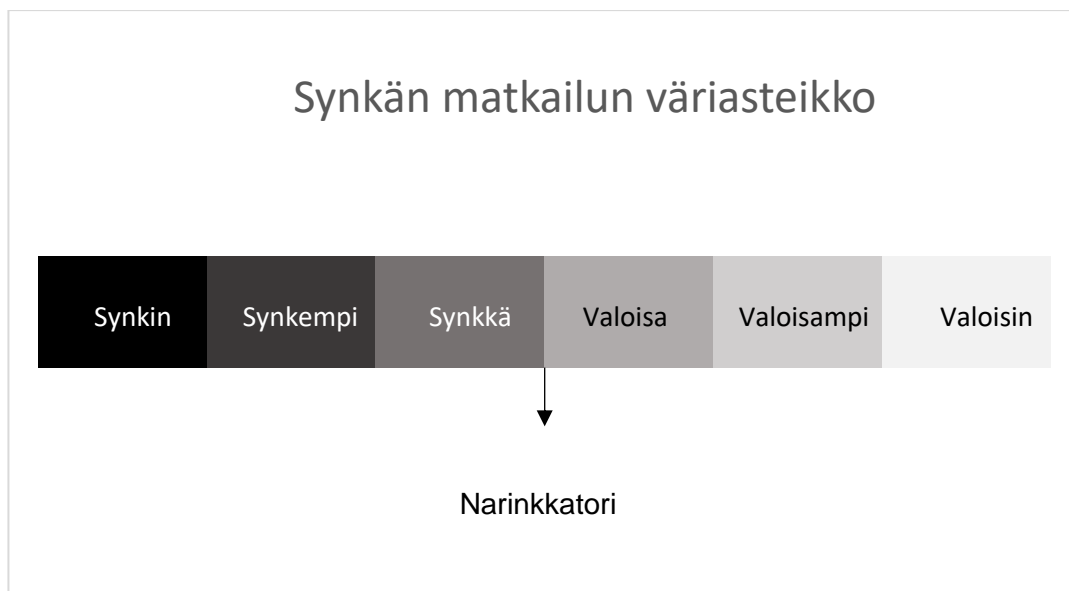 Synkän matkailun väriasteikko
Synkin Synkempi Synkkä Valoisa Valoisampi Valoisin
Narinkkatori